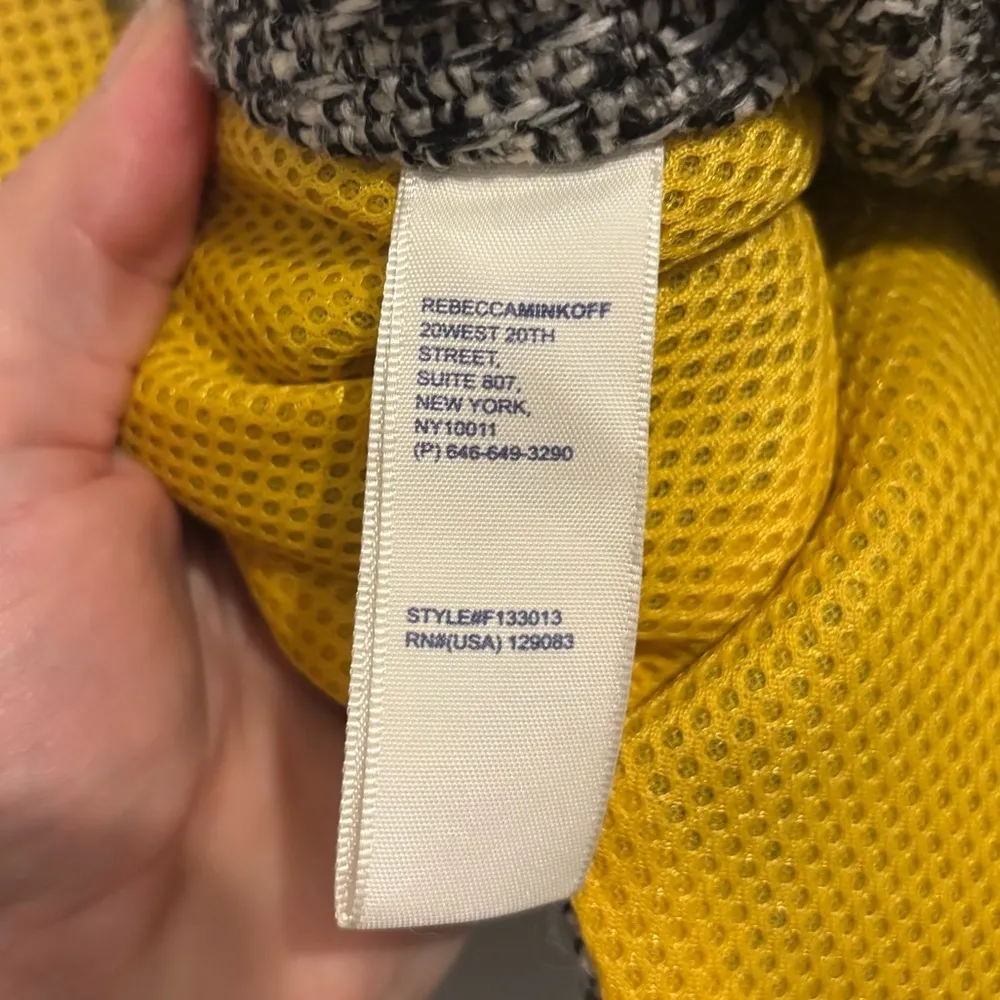 REBECCAMINKOFF
20WEST 20TH
STREET,
SUITE 807,
NEW YORK,
NY10011
(P) 646-649-3290
STYLE#F133013
RN#(USA) 129083